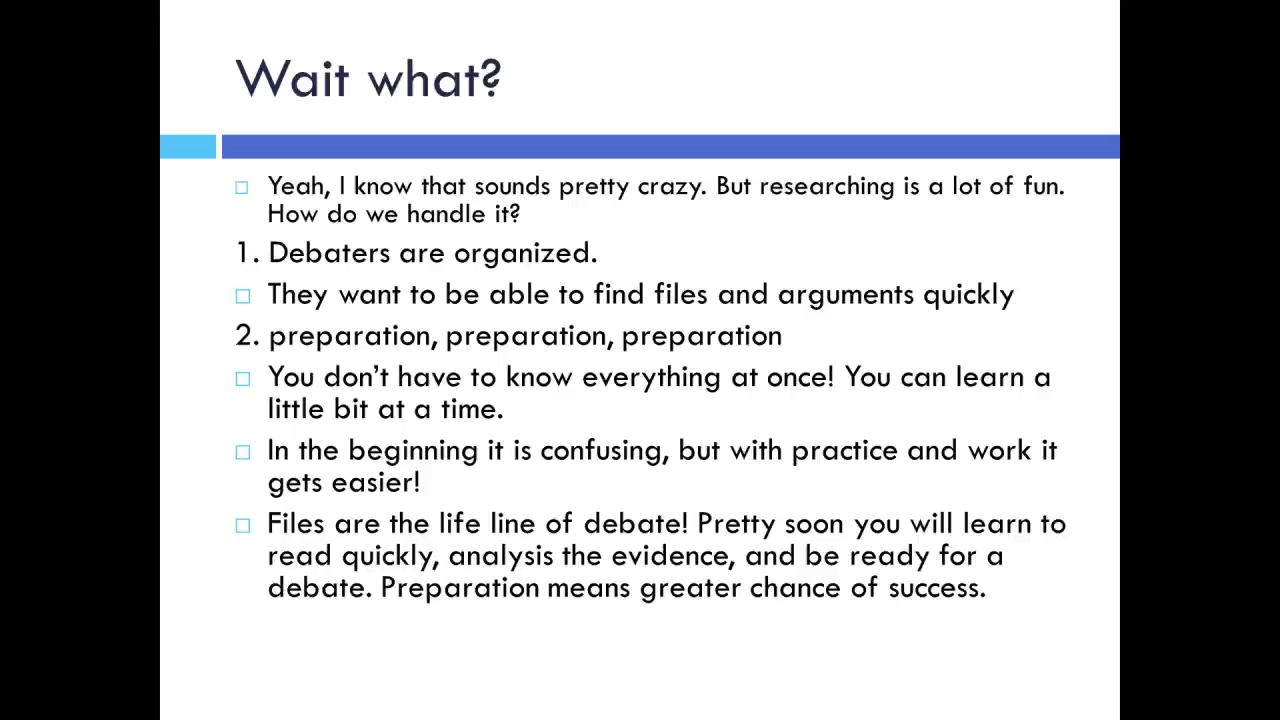 Wait what?
Yeah, I know that sounds pretty crazy. But researching is a lot of fun.
How do we handle it?
1. Debaters are organized.
They want to be able to find files and arguments quickly
2. preparation, preparation, preparation
You don’t have to know everything at once! You can learn a
little bit at a time.
In the beginning it is confusing, but with practice and work it
gets easier!
Files are the life line of debate! Pretty soon you will learn to
read quickly, analysis the evidence, and be ready for a
debate. Preparation means greater chance of success.